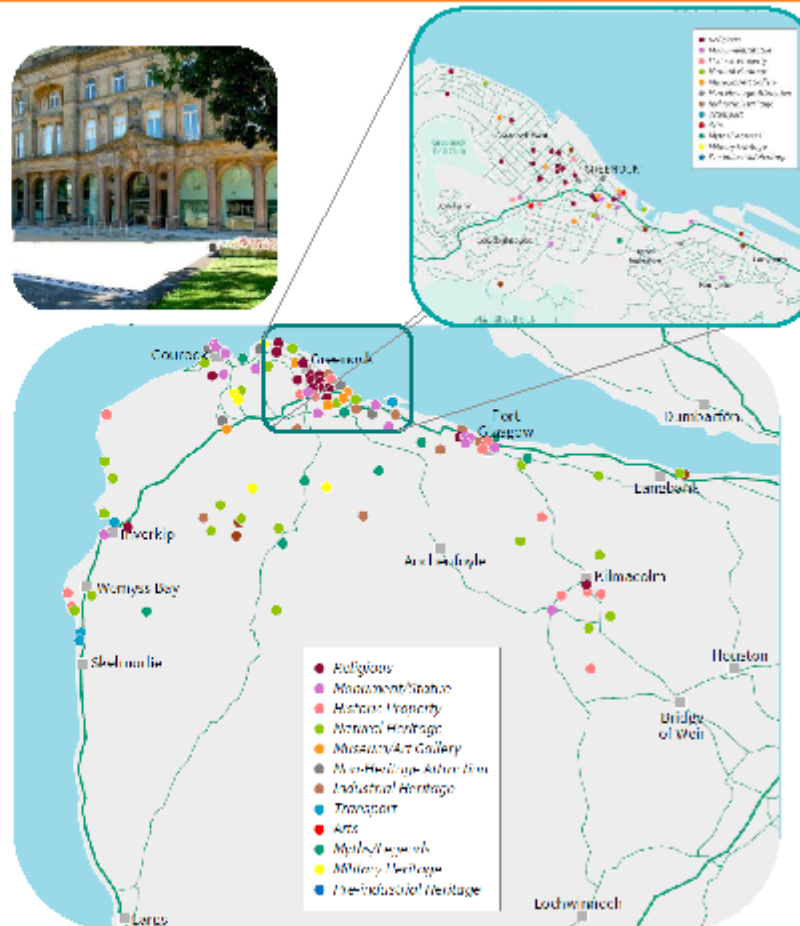 GREENOCK
Gourock
Greenock
Port
Glasgow
Dumbarton
Langbank
Inverkip
Auchenfoyle
Kilmacolm
Wemyss Bay
Houston
Skelmorlie
Religious
Monument/Statue
Historic Property
Natural Heritage
Museum/Art Gallery
Non-Heritage Attraction
Industrial Heritage
Transport
Arts
Myths/Legends
Military Heritage
Pre-industrial Heritage
Bridge
of Weir
Lochwinnoch
Largs